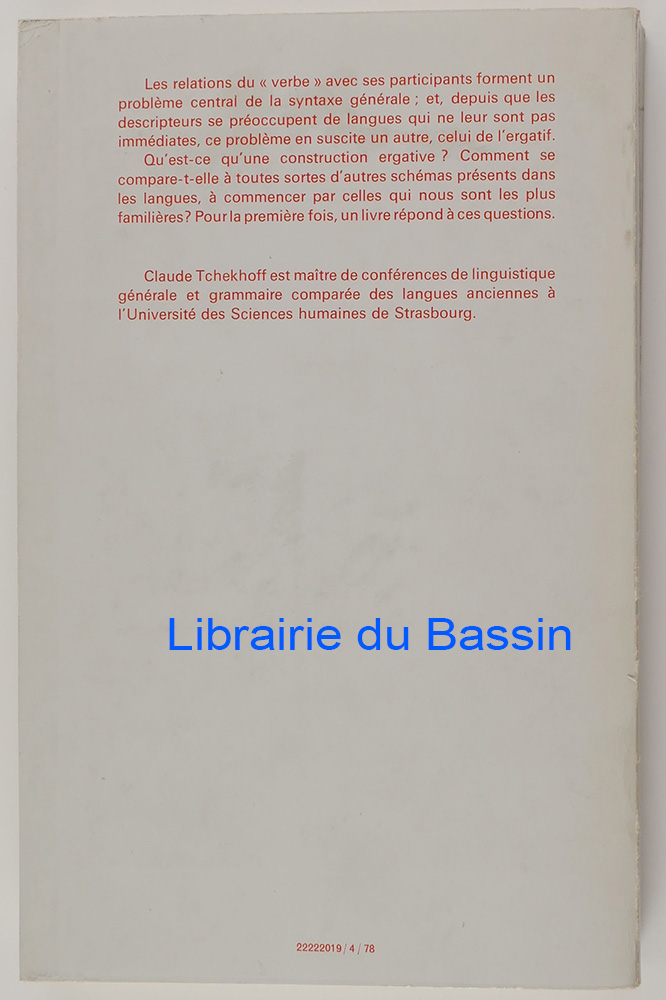 Les relations du « verbe » avec ses participants forment un
problème central de la syntaxe générale ; et, depuis que les
descripteurs se préoccupent de langues qui ne leur sont pas
immédiates, ce problème en suscite un autre, celui de l'ergatif.
Qu'est-ce qu'une construction ergative ? Comment se
compare-t-elle à toutes sortes d'autres schémas présents dans
les langues, à commencer par celles qui nous sont les plus
familières? Pour la première fois, un livre répond à ces questions.
Claude Tchekhoff est maître de conférences de linguistique
générale et grammaire comparée des langues anciennes à
l'Université des Sciences humaines de Strasbourg.
Librairie du Bassin
22222019 / 4 / 78